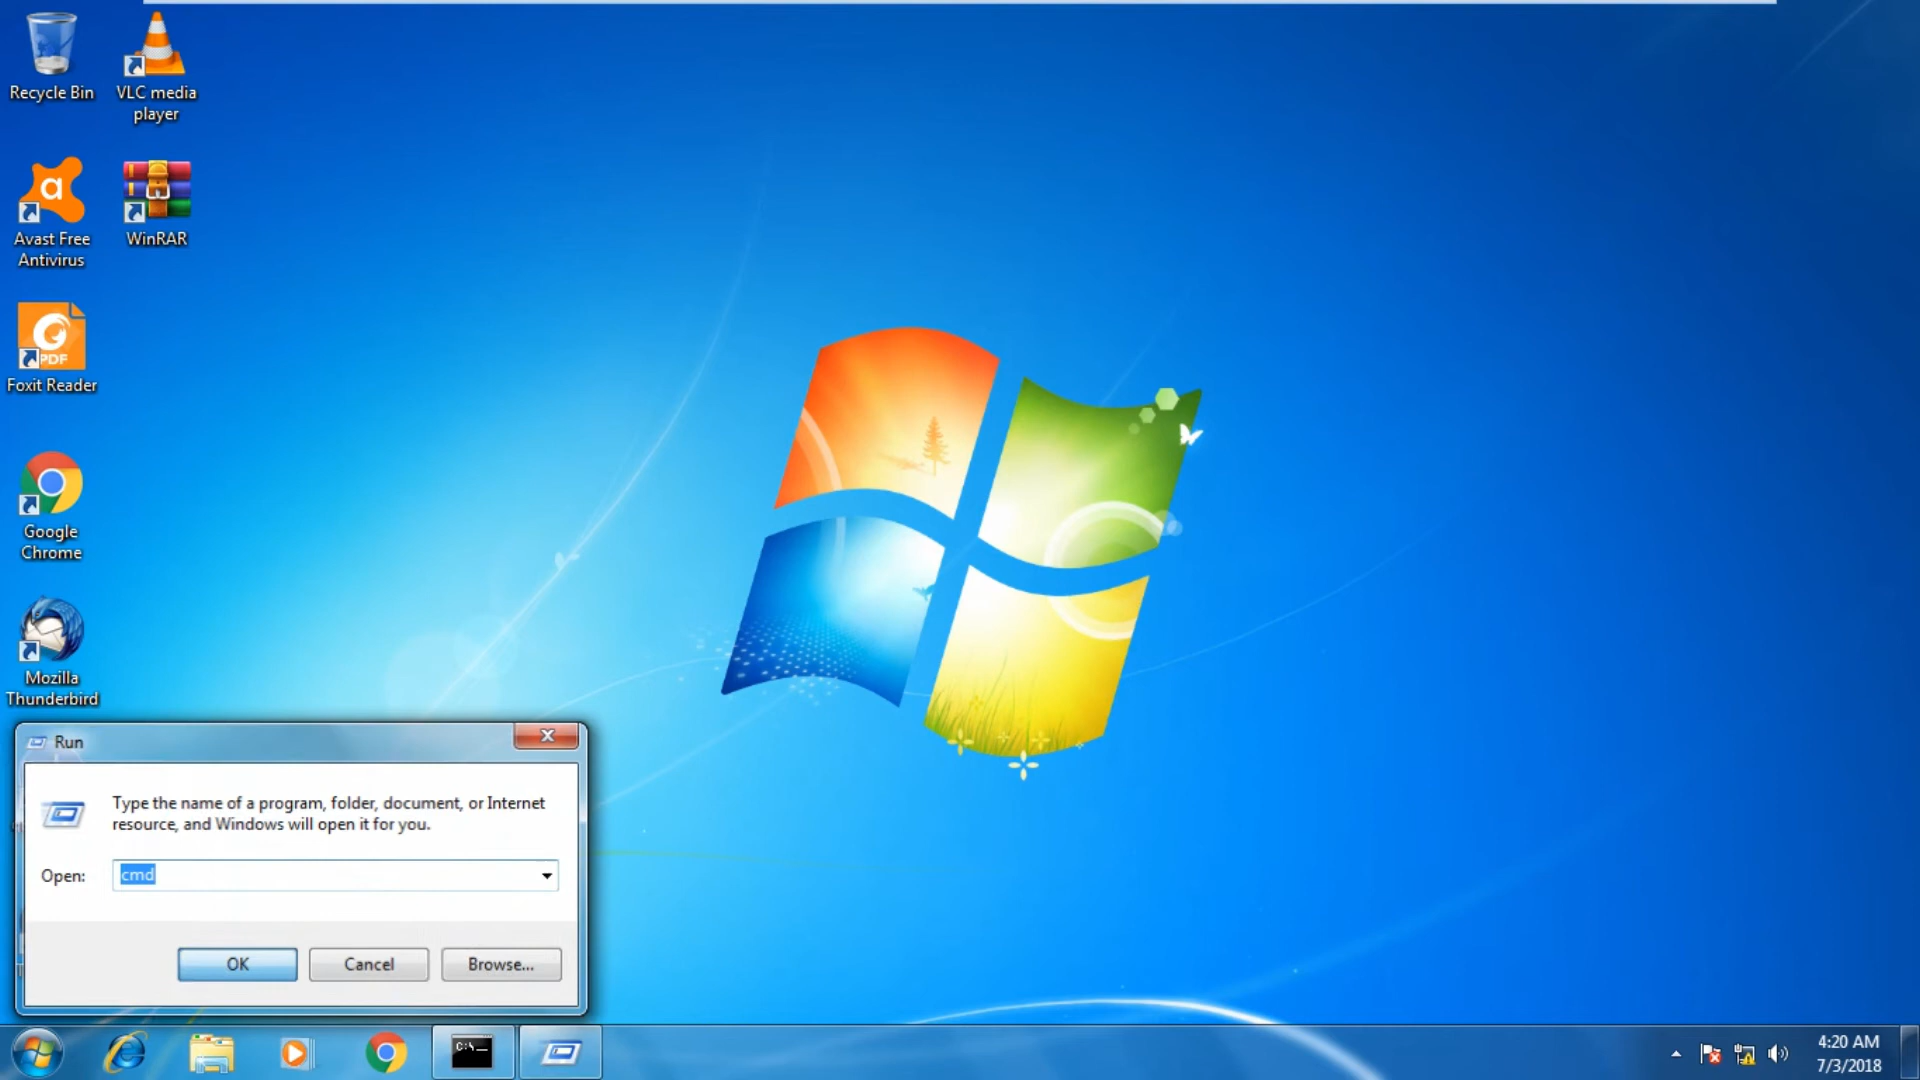 Recycle Bin
VLC media
player
Avast Free
Antivirus
WinRAR
PDF
Foxit Reader
Google
Chrome
Mozilla
Thunderbird
Run
Type the name of a program, folder, document, or Internet
resource, and Windows will open it for you.
Open:
cmd
OK
Cancel
Browse...
C:\_
4:20 AM
7/3/2018